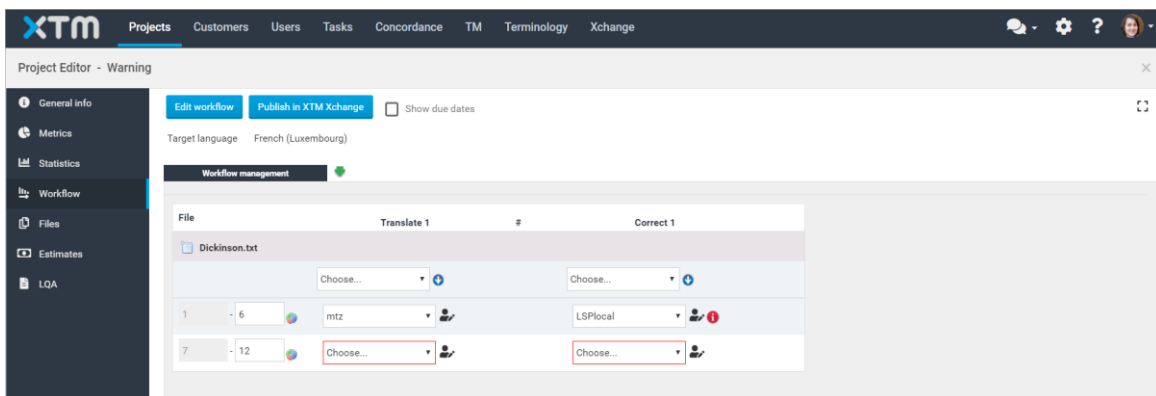 XTM Projects Customers Users Tasks Concordance TM Terminology Xchange ?
Project Editor - Warning
General info
Metrics
Statistics
Workflow
Files
Estimates
LQA
Edit workflow Publish in XTM Xchange Show due dates
Target language French (Luxembourg)
Workflow management
File Translate 1 # Correct 1
Dickinson.txt
Choose... Choose...
1 - 6 mtz LSPlocal
7 - 12 Choose... Choose...